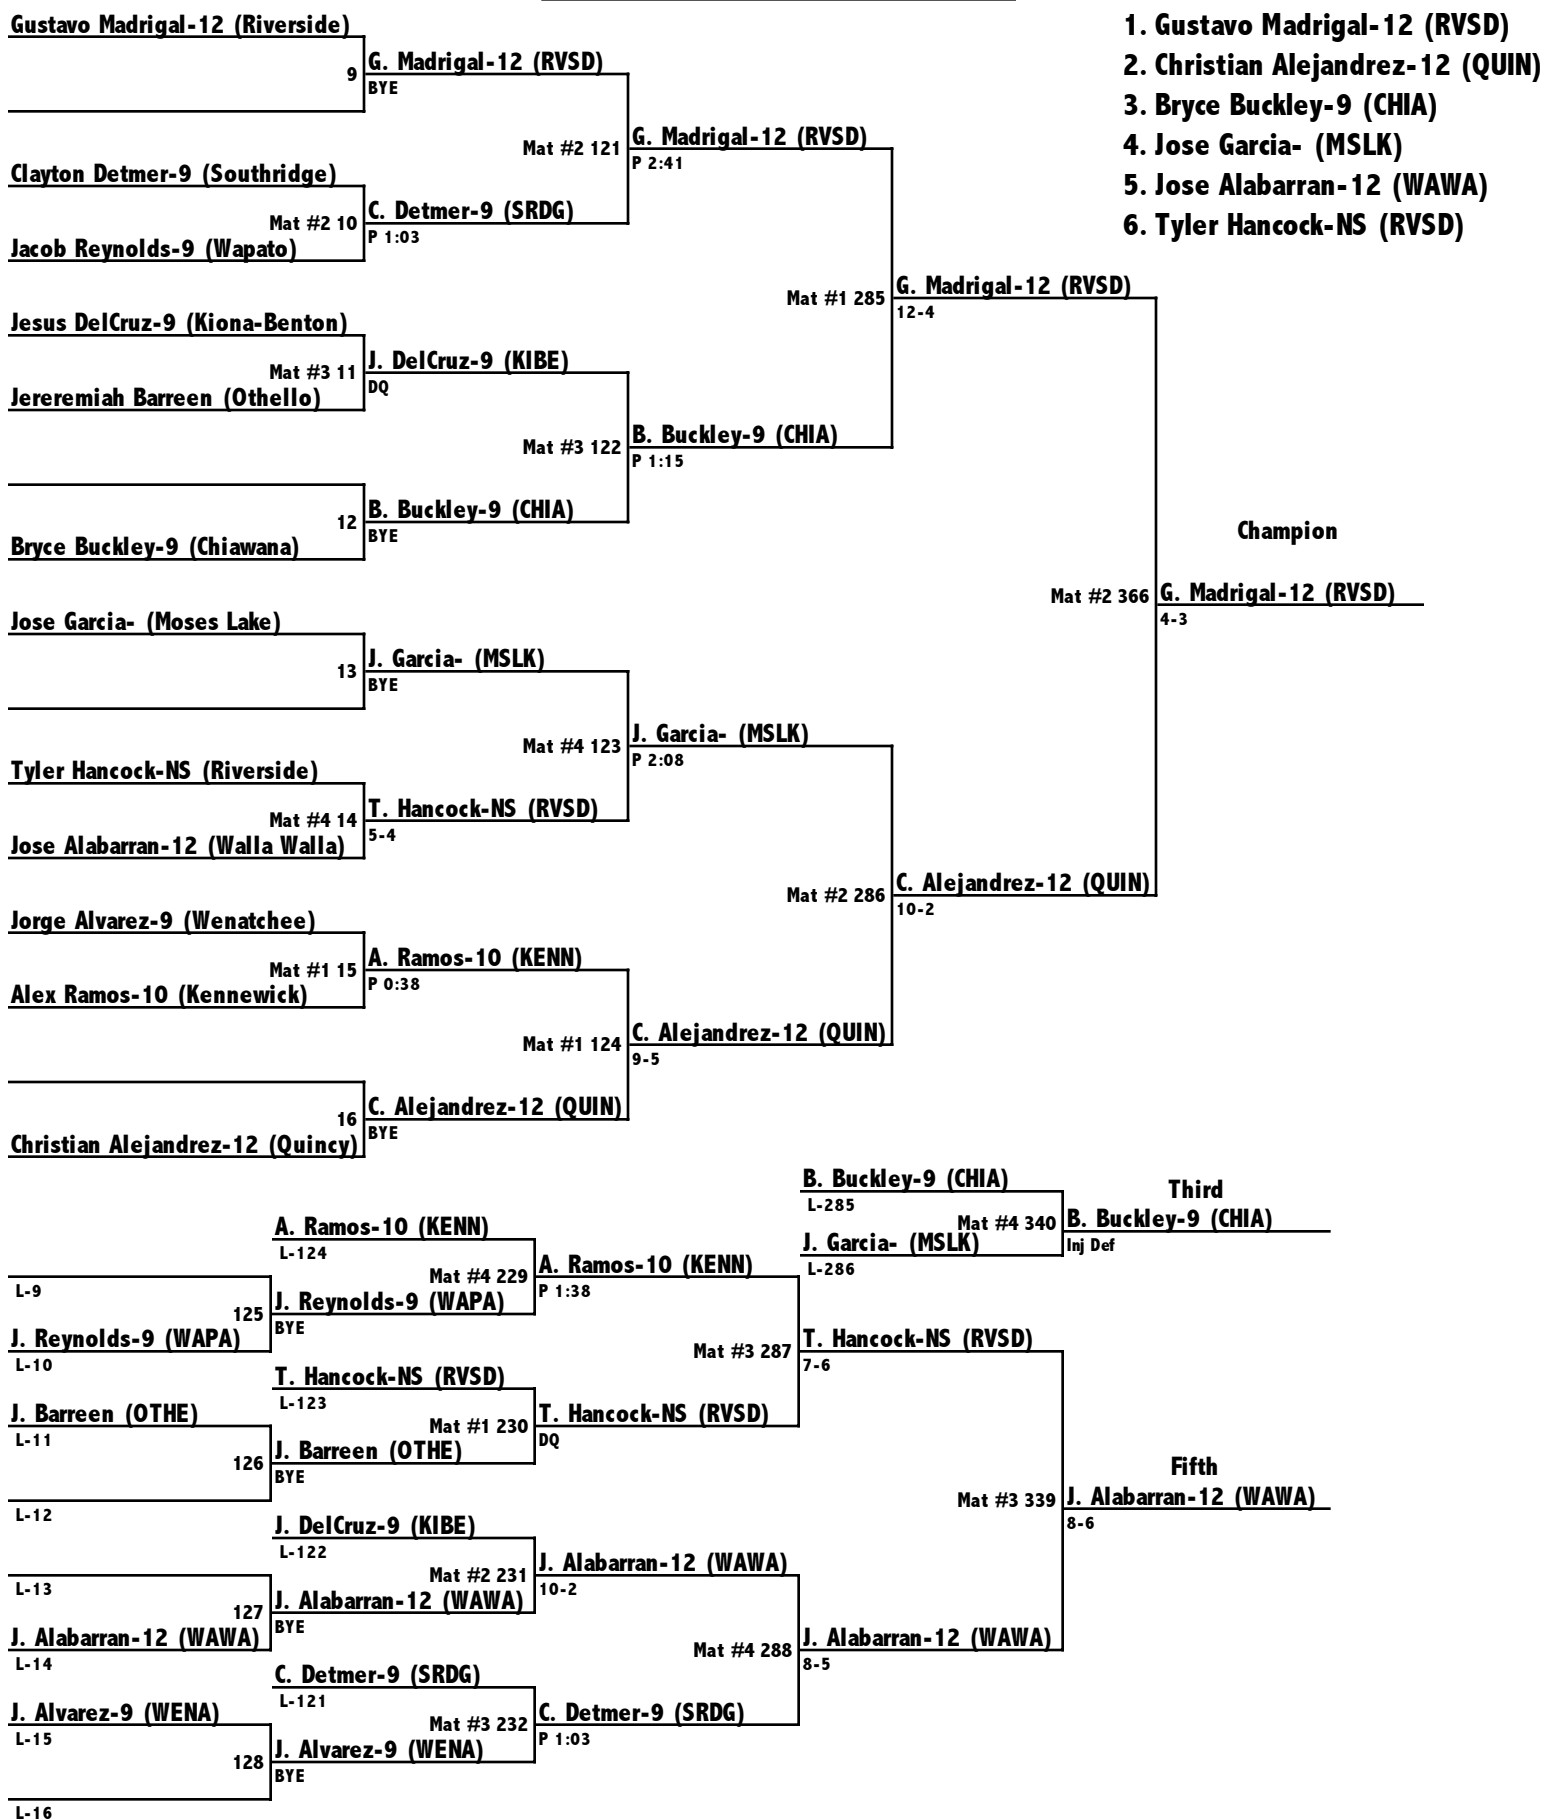 Gustavo Madrigal-12 (Riverside)
9
G. Madrigal-12 (RVSD)
BYE
Mat #2 121
G. Madrigal-12 (RVSD)
P 2:41
Clayton Detmer-9 (Southridge)
Mat #2 10
C. Detmer-9 (SRDG)
P 1:03
Jacob Reynolds-9 (Wapato)
Mat #1 285
G. Madrigal-12 (RVSD)
12-4
Jesus DelCruz-9 (Kiona-Benton)
Mat #3 11
J. DelCruz-9 (KIBE)
DQ
Jereremiah Barreen (Othello)
Mat #3 122
B. Buckley-9 (CHIA)
P 1:15
12
B. Buckley-9 (CHIA)
BYE
Bryce Buckley-9 (Chiawana)
Champion
Mat #2 366
G. Madrigal-12 (RVSD)
4-3
Jose Garcia- (Moses Lake)
13
J. Garcia- (MSLK)
BYE
Mat #4 123
J. Garcia- (MSLK)
P 2:08
Tyler Hancock-NS (Riverside)
Mat #4 14
T. Hancock-NS (RVSD)
5-4
Jose Alabarran-12 (Walla Walla)
Mat #2 286
C. Alejandrez-12 (QUIN)
10-2
Jorge Alvarez-9 (Wenatchee)
Mat #1 15
A. Ramos-10 (KENN)
P 0:38
Alex Ramos-10 (Kennewick)
Mat #1 124
C. Alejandrez-12 (QUIN)
9-5
16
C. Alejandrez-12 (QUIN)
BYE
Christian Alejandrez-12 (Quincy)
1. Gustavo Madrigal-12 (RVSD)
2. Christian Alejandrez-12 (QUIN)
3. Bryce Buckley-9 (CHIA)
4. Jose Garcia- (MSLK)
5. Jose Alabarran-12 (WAWA)
6. Tyler Hancock-NS (RVSD)
B. Buckley-9 (CHIA)
L-285
Mat #4 340
J. Garcia- (MSLK)
L-286
Third
B. Buckley-9 (CHIA)
Inj Def
A. Ramos-10 (KENN)
L-124
Mat #4 229
A. Ramos-10 (KENN)
P 1:38
L-9
125
J. Reynolds-9 (WAPA)
BYE
J. Reynolds-9 (WAPA)
L-10
Mat #3 287
T. Hancock-NS (RVSD)
7-6
T. Hancock-NS (RVSD)
L-123
Mat #1 230
T. Hancock-NS (RVSD)
DQ
J. Barreen (OTHE)
L-11
126
J. Barreen (OTHE)
BYE
L-12
Fifth
Mat #3 339
J. Alabarran-12 (WAWA)
8-6
J. DelCruz-9 (KIBE)
L-122
Mat #2 231
J. Alabarran-12 (WAWA)
10-2
L-13
127
J. Alabarran-12 (WAWA)
BYE
J. Alabarran-12 (WAWA)
L-14
Mat #4 288
J. Alabarran-12 (WAWA)
8-5
C. Detmer-9 (SRDG)
L-121
Mat #3 232
C. Detmer-9 (SRDG)
P 1:03
J. Alvarez-9 (WENA)
L-15
128
J. Alvarez-9 (WENA)
BYE
L-16